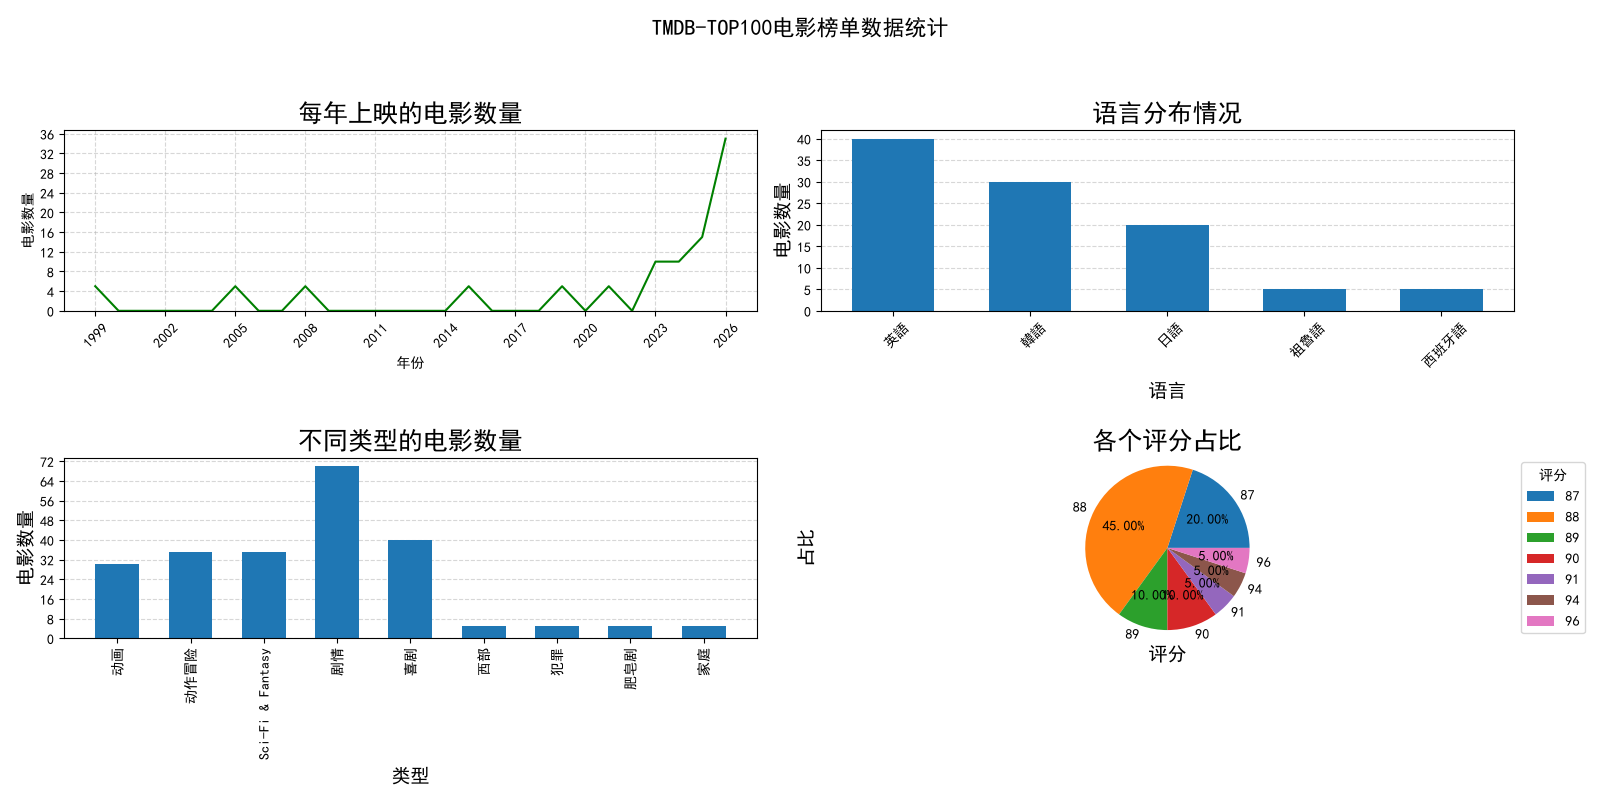 TMDB-TOP100电影榜单数据统计
每年上映的电影数量
电影数量
36
32
28
24
20
16
12
8
4
0
1999
2002
2005
2008
2011
2014
2017
2020
2023
2026
年份
语言分布情况
电影数量
40
35
30
25
20
15
10
5
0
英語
韓語
日語
祖魯語
西班牙語
语言
不同类型的电影数量
电影数量
72
64
56
48
40
32
24
16
8
0
动画
动作冒险
Sci-Fi & Fantasy
剧情
喜剧
西部
犯罪
肥皂剧
家庭
类型
各个评分占比
占比
87
20.00%
88
45.00%
89
10.00%
90
10.00%
91
5.00%
94
5.00%
96
5.00%
评分
评分
87
88
89
90
91
94
96